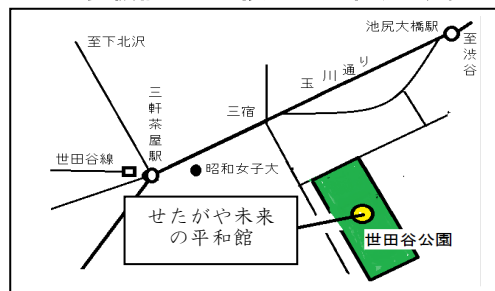 池尻大橋駅
至渋谷
至下北沢
玉川通り
三宿
三軒茶屋駅
世田谷線
昭和女子大
せたがや未来
の平和館
世田谷公園